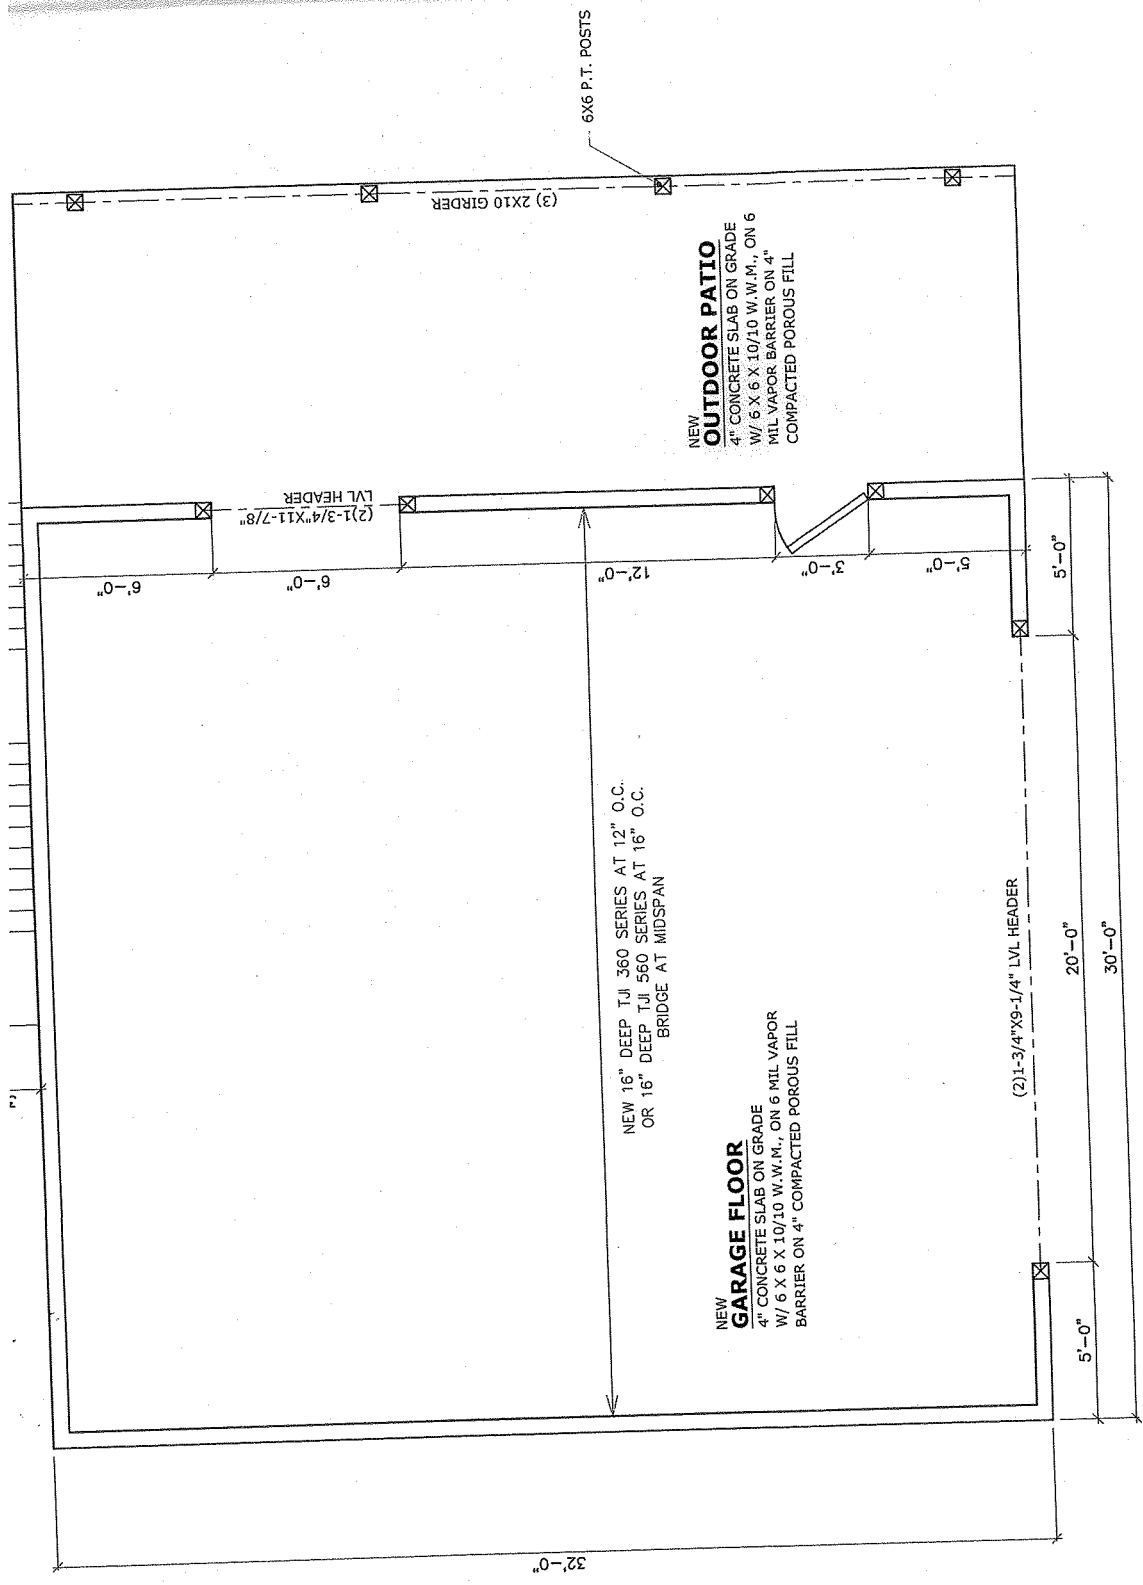 6X6 P.T. POSTS
(3) 2X10 GIRDER
NEW
OUTDOOR PATIO
4" CONCRETE SLAB ON GRADE
W/ 6 X 6 X 10/10 W.W.M., ON 6
MIL VAPOR BARRIER ON 4"
COMPACTED POROUS FILL
(2)1-3/4"X11-7/8"
LVL HEADER
6'-0"
6'-0"
12'-0"
3'-0"
5'-0"
5'-0"
NEW 16" DEEP TJI 360 SERIES AT 12" O.C.
OR 16" DEEP TJI 560 SERIES AT 16" O.C.
BRIDGE AT MIDSPAN
NEW
GARAGE FLOOR
4" CONCRETE SLAB ON GRADE
W/ 6 X 6 X 10/10 W.W.M., ON 6 MIL VAPOR
BARRIER ON 4" COMPACTED POROUS FILL
(2)1-3/4"X9-1/4" LVL HEADER
20'-0"
30'-0"
5'-0"
32'-0"